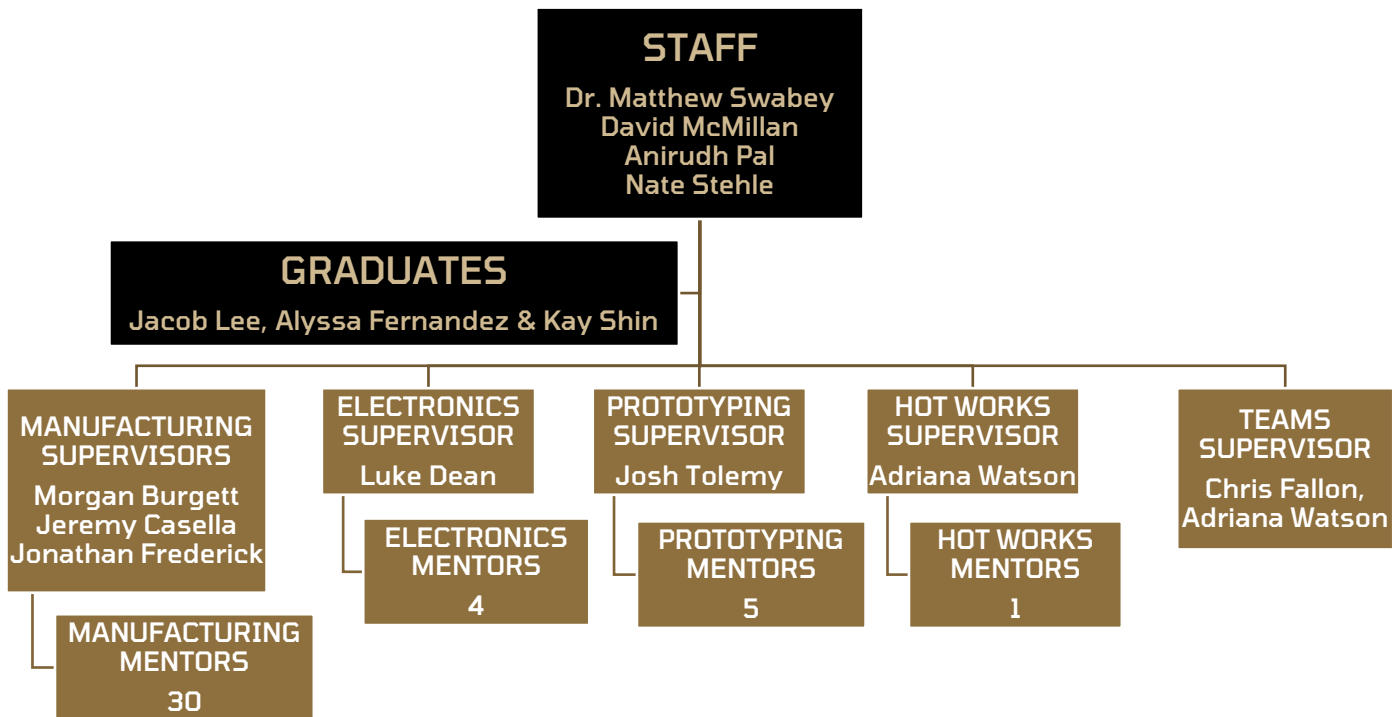 STAFF
Dr. Matthew Swabey
David McMillan
Anirudh Pal
Nate Stehle
GRADUATES
Jacob Lee, Alyssa Fernandez & Kay Shin
MANUFACTURING
SUPERVISORS
Morgan Burgett
Jeremy Casella
Jonathan Frederick
MANUFACTURING
MENTORS
30
ELECTRONICS
SUPERVISOR
Luke Dean
ELECTRONICS
MENTORS
4
PROTOTYPING
SUPERVISOR
Josh Tolemy
PROTOTYPING
MENTORS
5
HOT WORKS
SUPERVISOR
Adriana Watson
HOT WORKS
MENTORS
1
TEAMS
SUPERVISOR
Chris Fallon,
Adriana Watson